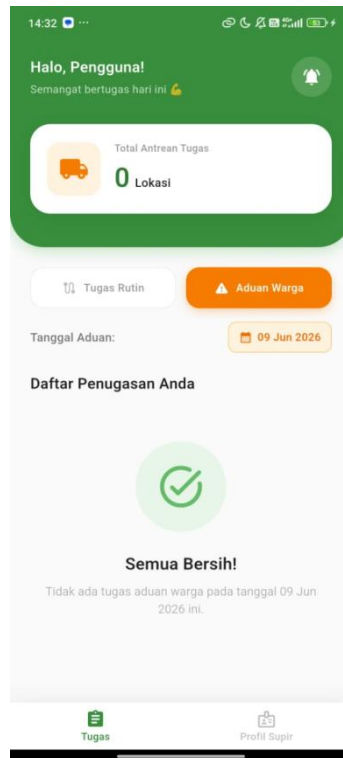 14:32
Halo, Pengguna!
Semangat bertugas hari ini 💪
Total Antrean Tugas
0 Lokasi
Tugas Rutin
Aduan Warga
Tanggal Aduan:
09 Jun 2026
Daftar Penugasan Anda
Semua Bersih!
Tidak ada tugas aduan warga pada tanggal 09 Jun
2026 ini.
Tugas
Profil Supir